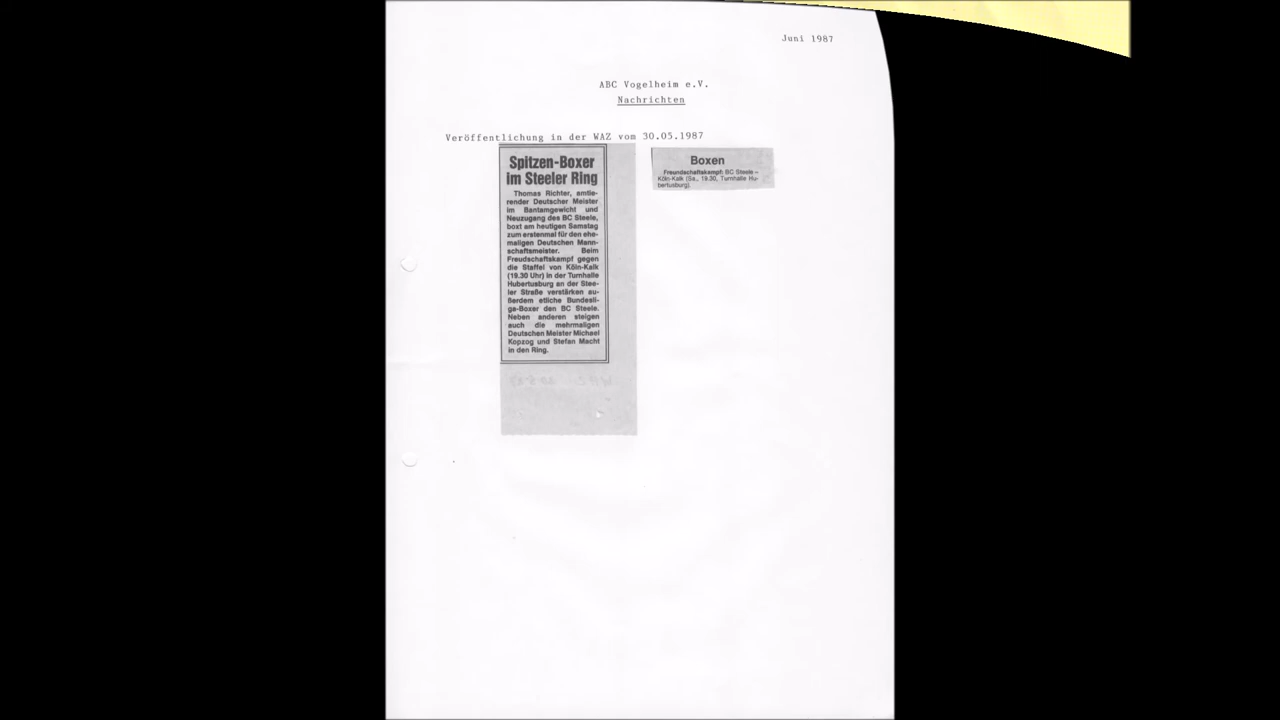 Juni 1987
ABC Vogelheim e.V.
Nachrichten
Veröffentlichung in der WAZ vom 30.05.1987
Spitzen-Boxer
im Steeler Ring
Thomas Richter, amtie-
render Deutscher Meister
im Bantamgewicht und
Neuzugang des BC Steele,
boxt am heutigen Samstag
zum erstenmal für den ehe-
maligen Deutschen Mann-
schaftsmeister. Beim
Freudschaftskampf gegen
die Staffel von Köln-Kalk
(19.30 Uhr) in der Turnhalle
Hubertusburg an der Stee-
ler Straße verstärken au-
ßerdem etliche Bundesli-
ga-Boxer den BC Steele.
Neben anderen steigen
auch die mehrmaligen
Deutschen Meister Michael
Kopzog und Stefan Macht
in den Ring.
Boxen
Freundschaftskampf: BC Steele –
Köln-Kalk (Sa., 19.30, Turnhalle Hu-
bertusburg).